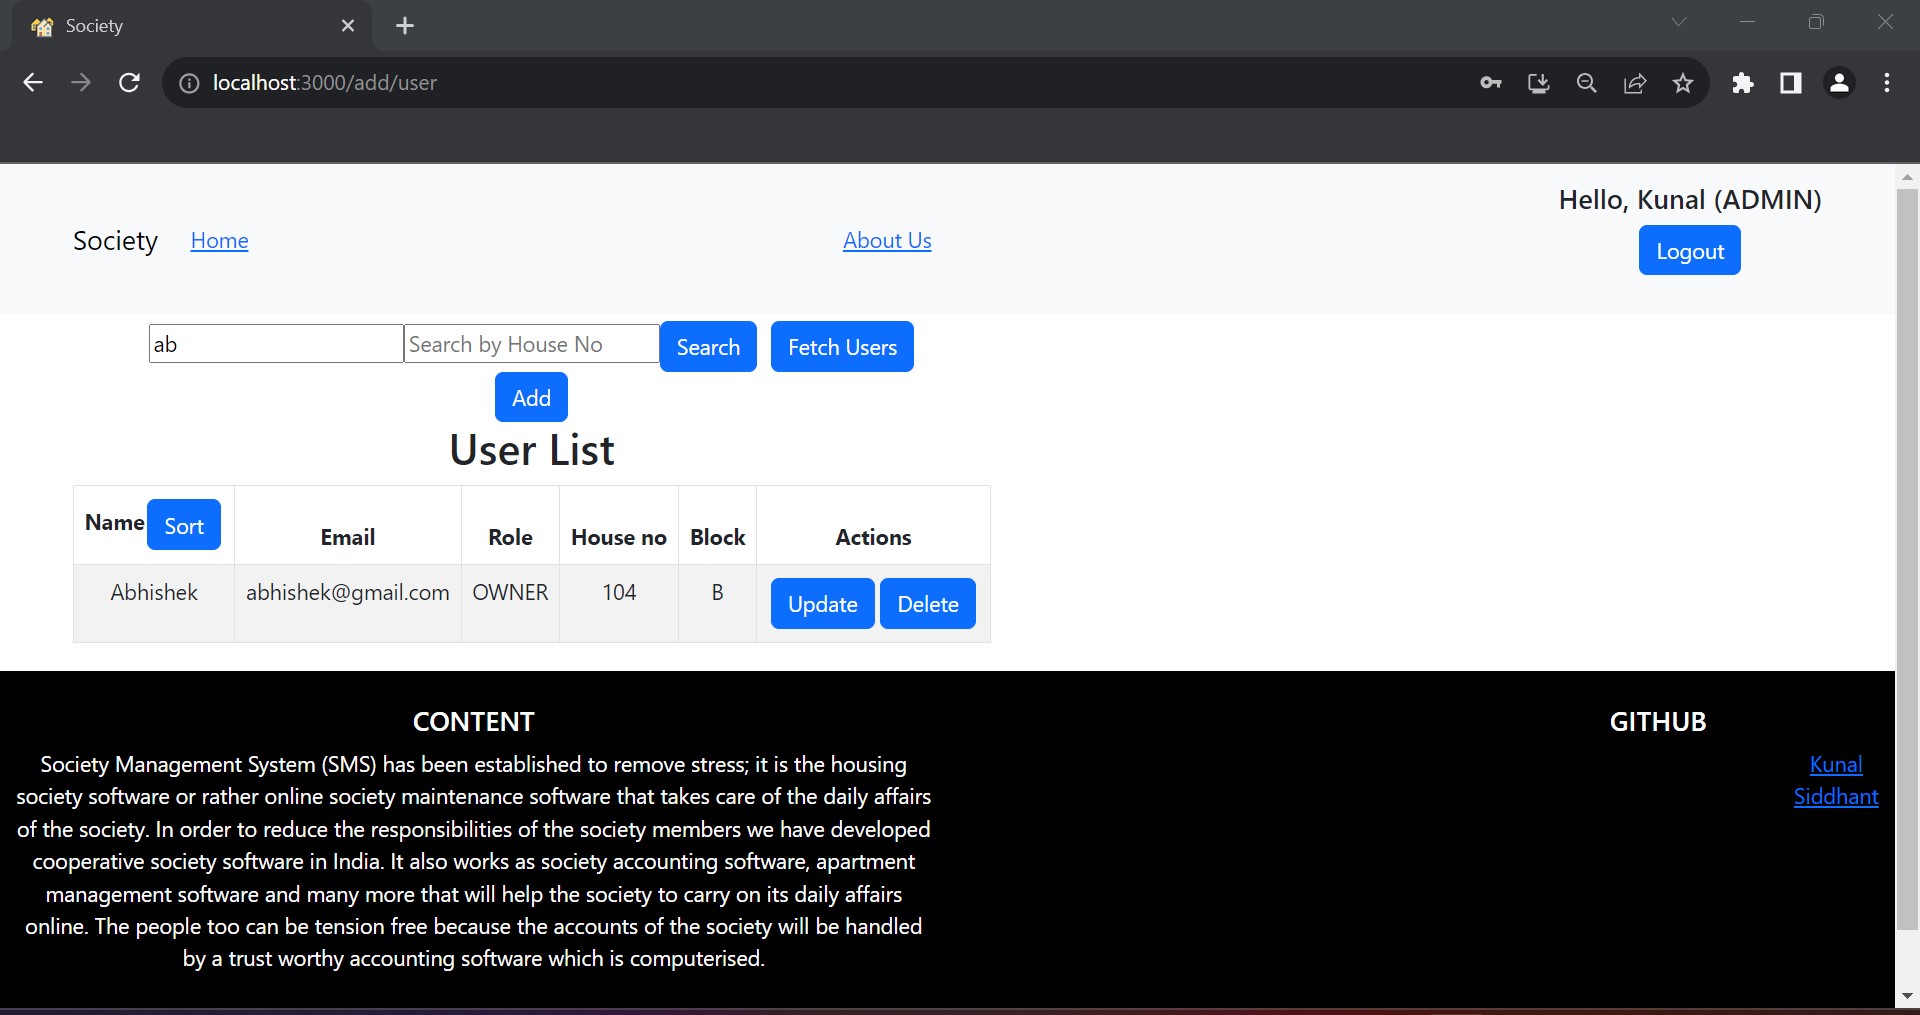 Society
localhost:3000/add/user
Hello, Kunal (ADMIN)
Society Home About Us
Logout
ab Search by House No Search Fetch Users
Add
User List
Name Sort Email Role House no Block Actions
Abhishek abhishek@gmail.com OWNER 104 B Update Delete
CONTENT
Society Management System (SMS) has been established to remove stress; it is the housing
society software or rather online society maintenance software that takes care of the daily affairs
of the society. In order to reduce the responsibilities of the society members we have developed
cooperative society software in India. It also works as society accounting software, apartment
management software and many more that will help the society to carry on its daily affairs
online. The people too can be tension free because the accounts of the society will be handled
by a trust worthy accounting software which is computerised.
GITHUB
Kunal
Siddhant